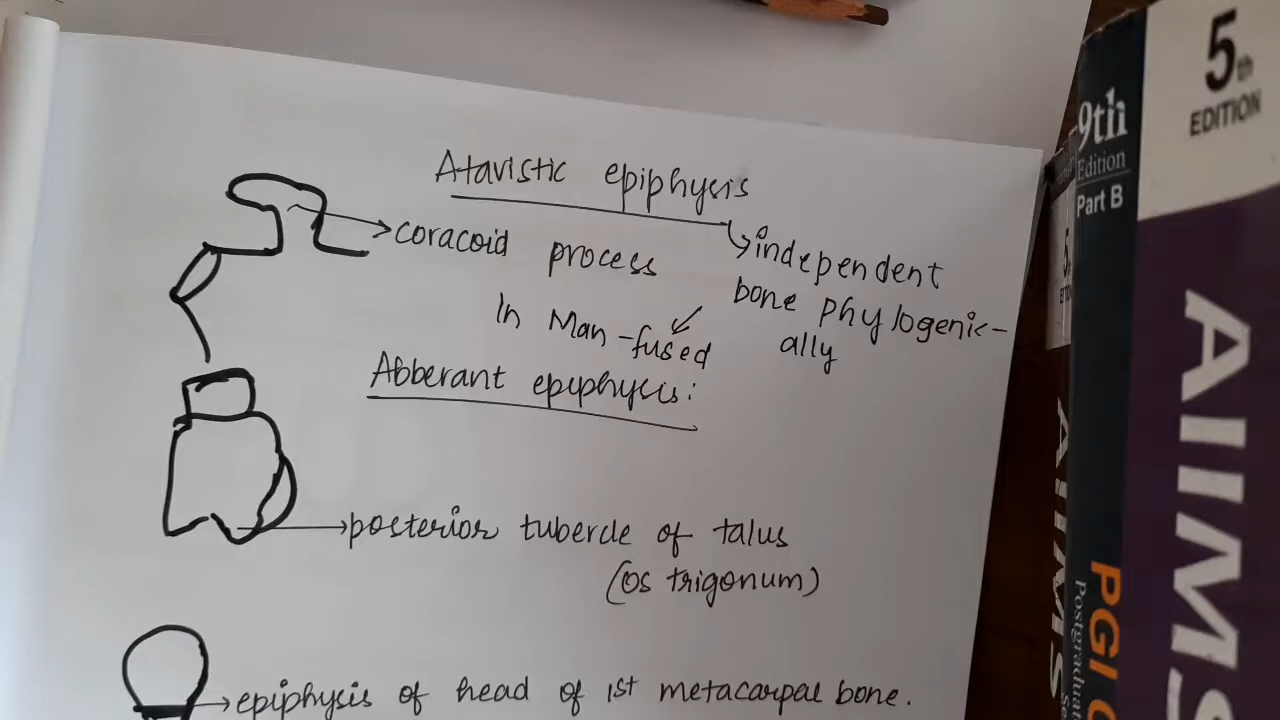 Atavistic epiphysis
coracoid process
independent
bone phylogenic-
ally
In Man - fused
Abberant epiphysis:
posterior tubercle of talus
(os trigonum)
epiphysis of head of 1st metacarpal bone.
5th
EDITION
AIIMS
9th
Edition
Part B
PGI
Postgraduate
AIIMS